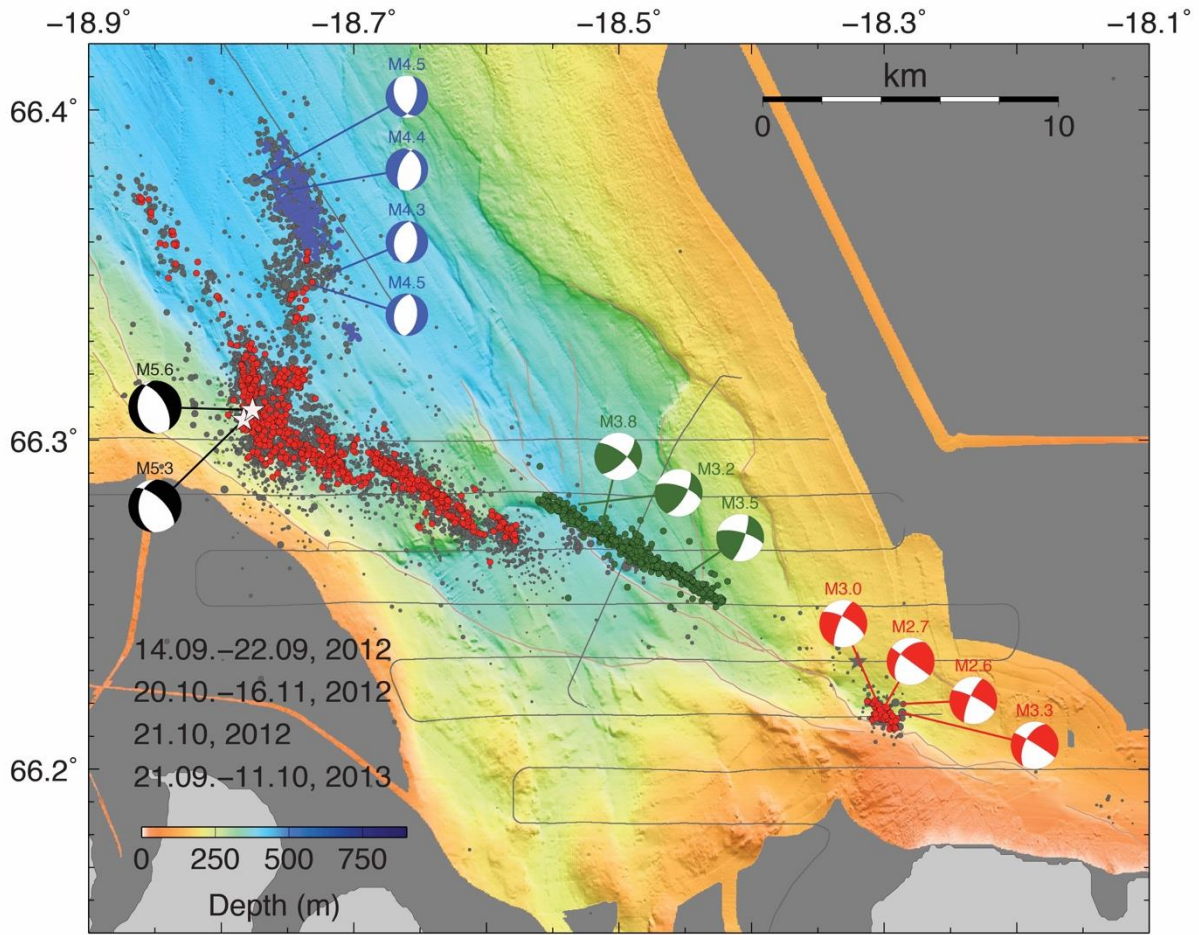 −18.9° −18.7° −18.5° −18.3° −18.1°
66.4°
66.3°
66.2°
km
0 10
M4.5
M4.4
M4.3
M4.5
M5.6
M5.3
M3.8
M3.2
M3.5
M3.0
M2.7
M2.6
M3.3
14.09.−22.09, 2012
20.10.−16.11, 2012
21.10, 2012
21.09.−11.10, 2013
0 250 500 750
Depth (m)